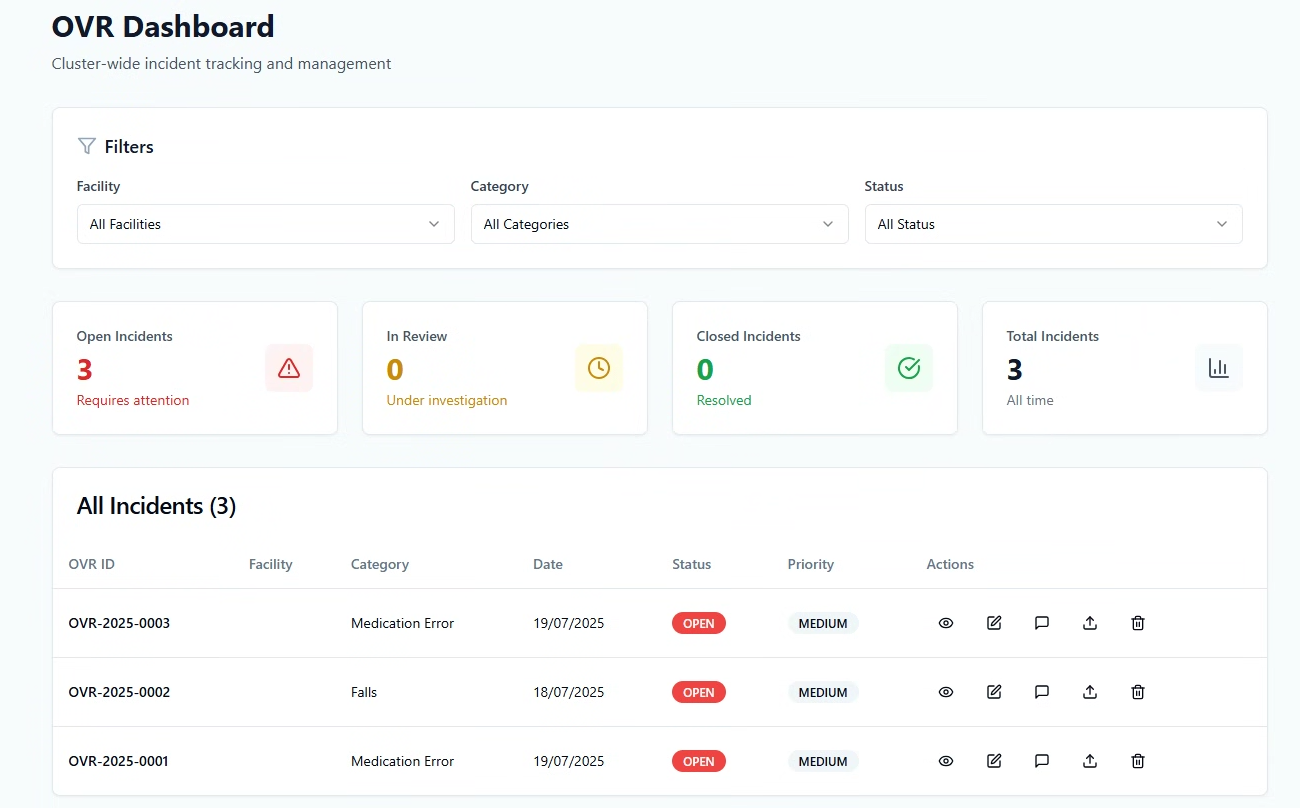 OVR Dashboard
Cluster-wide incident tracking and management
Filters
Facility Category Status
All Facilities All Categories All Status
Open Incidents
3
Requires attention
In Review
0
Under investigation
Closed Incidents
0
Resolved
Total Incidents
3
All time
All Incidents (3)
OVR ID Facility Category Date Status Priority Actions
OVR-2025-0003 Medication Error 19/07/2025 OPEN MEDIUM
OVR-2025-0002 Falls 18/07/2025 OPEN MEDIUM
OVR-2025-0001 Medication Error 19/07/2025 OPEN MEDIUM